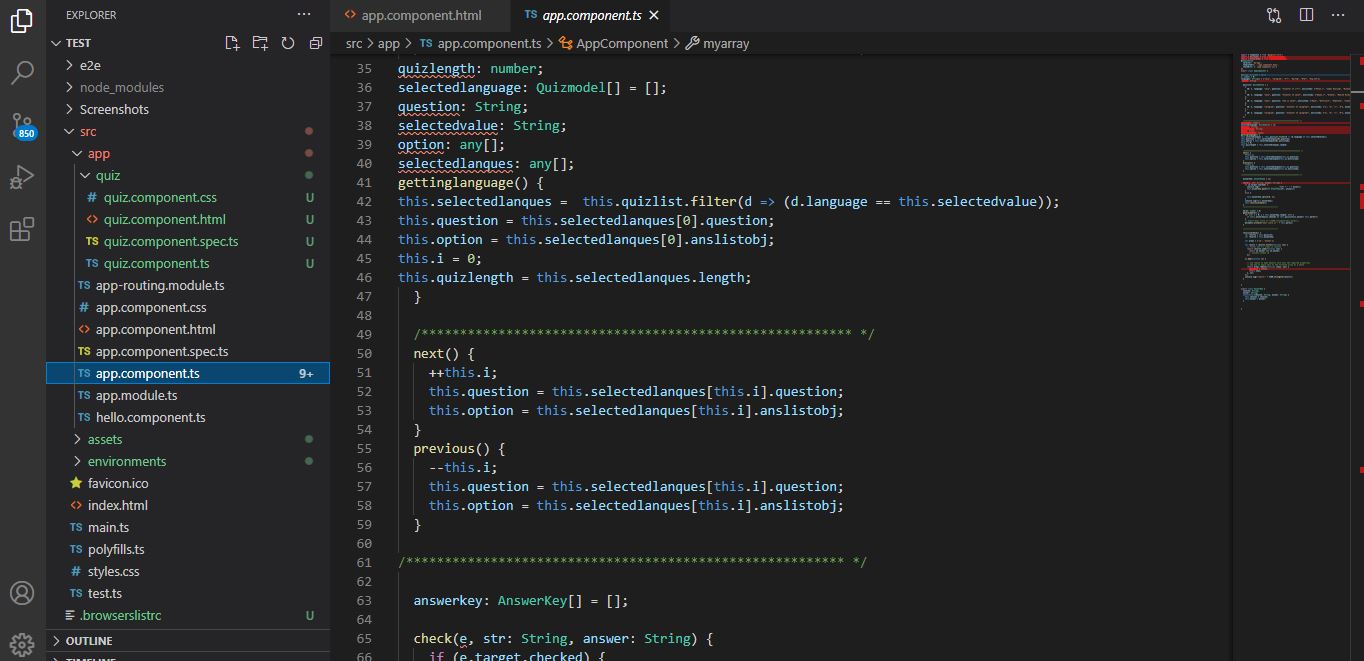 EXPLORER
···
<> app.component.html
TS app.component.ts ×
···
TEST
src > app > TS app.component.ts > AppComponent > myarray
e2e
node_modules
Screenshots
src
app
quiz
# quiz.component.css U
<> quiz.component.html U
TS quiz.component.spec.ts U
TS quiz.component.ts U
TS app-routing.module.ts
# app.component.css
<> app.component.html
TS app.component.spec.ts
TS app.component.ts 9+
TS app.module.ts
TS hello.component.ts
assets
environments
favicon.ico
<> index.html
TS main.ts
TS polyfills.ts
# styles.css
TS test.ts
.browserslistrc U
OUTLINE
TIMELINE
850
35 quizlength: number;
36 selectedlanguage: Quizmodel[] = [];
37 question: String;
38 selectedvalue: String;
39 option: any[];
40 selectedlanques: any[];
41 gettinglanguage() {
42 this.selectedlanques =  this.quizlist.filter(d => (d.language == this.selectedvalue));
43 this.question = this.selectedlanques[0].question;
44 this.option = this.selectedlanques[0].anslistobj;
45 this.i = 0;
46 this.quizlength = this.selectedlanques.length;
47 }
48
49 /******************************************************** */
50 next() {
51 ++this.i;
52 this.question = this.selectedlanques[this.i].question;
53 this.option = this.selectedlanques[this.i].anslistobj;
54 }
55 previous() {
56 --this.i;
57 this.question = this.selectedlanques[this.i].question;
58 this.option = this.selectedlanques[this.i].anslistobj;
59 }
60
61 /********************************************************* */
62
63 answerkey: AnswerKey[] = [];
64
65 check(e, str: String, answer: String) {
66 if (e.target.checked) {